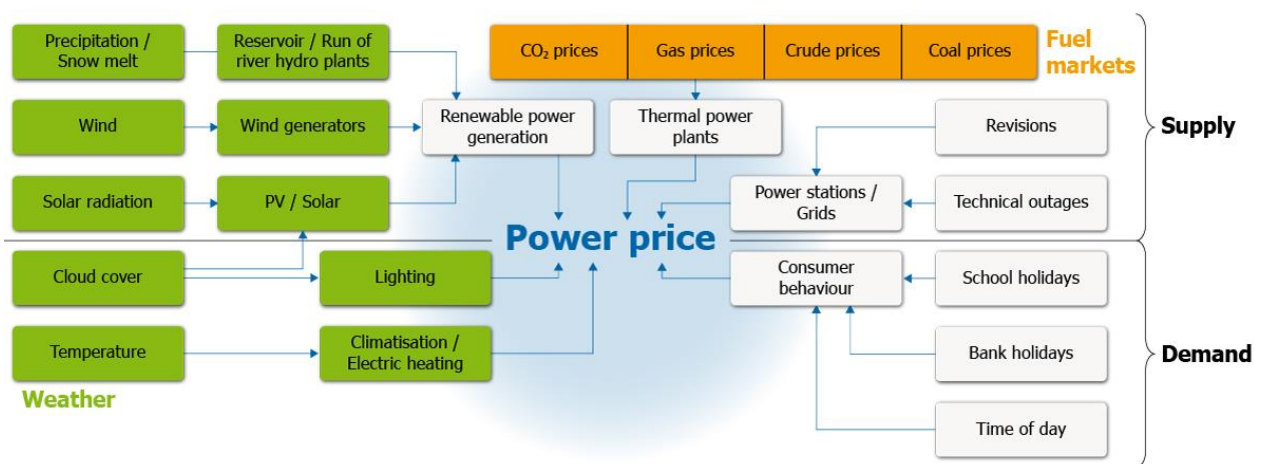 Precipitation /
Snow melt
Reservoir / Run of
river hydro plants
CO₂ prices
Gas prices
Crude prices
Coal prices
Fuel
markets
Wind
Wind generators
Renewable power
generation
Thermal power
plants
Revisions
Supply
Solar radiation
PV / Solar
Power stations /
Grids
Technical outages
Power price
Cloud cover
Lighting
Consumer
behaviour
School holidays
Temperature
Climatisation /
Electric heating
Bank holidays
Demand
Weather
Time of day